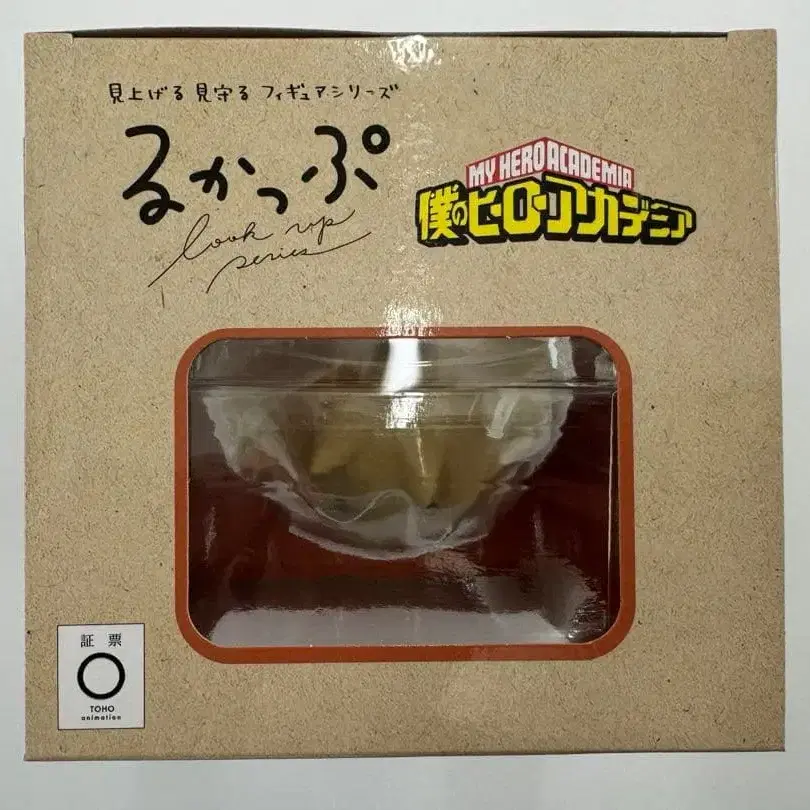 見上げる 見守る フィギュアシリーズ
るかっぷ
look up
series
MY HERO ACADEMIA
僕のヒーローアカデミア
証 票
TOHO
animation